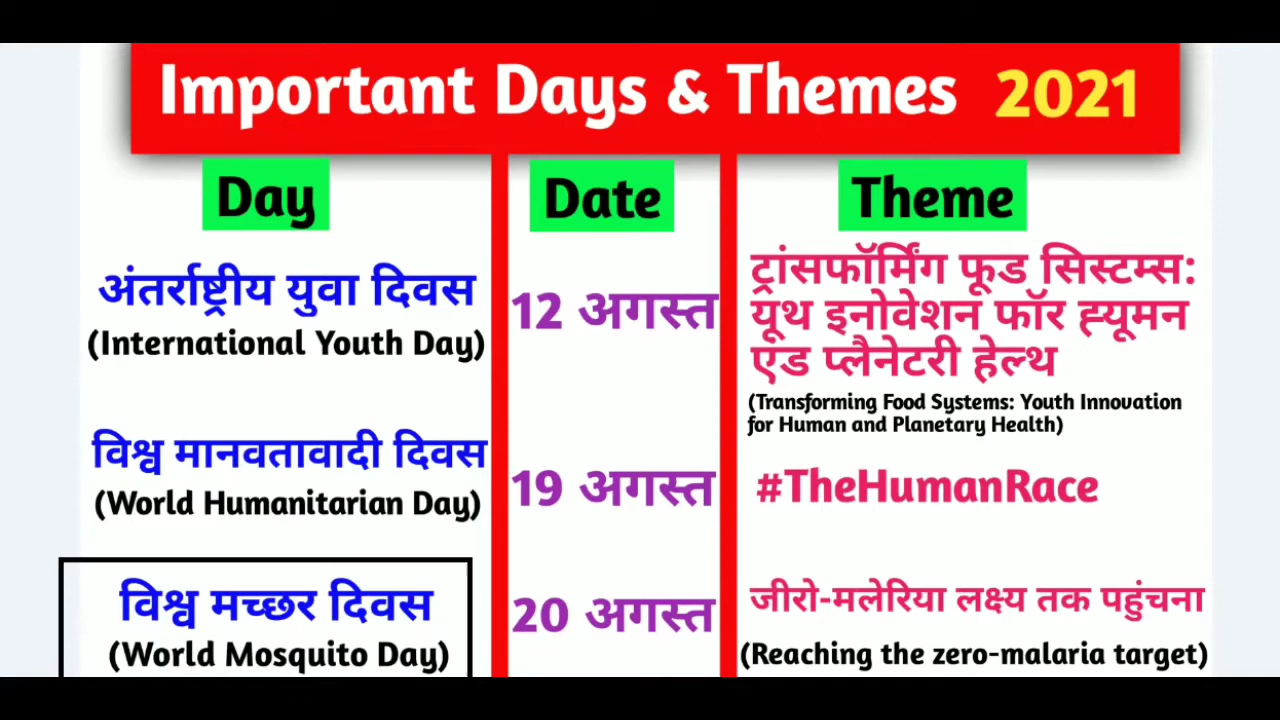 Important Days & Themes 2021
Day
Date
Theme
अंतर्राष्ट्रीय युवा दिवस
(International Youth Day)
12 अगस्त
ट्रांसफॉर्मिंग फूड सिस्टम्स:
यूथ इनोवेशन फॉर ह्यूमन
एंड प्लैनेटरी हेल्थ
(Transforming Food Systems: Youth Innovation
for Human and Planetary Health)
विश्व मानवतावादी दिवस
(World Humanitarian Day)
19 अगस्त
#TheHumanRace
विश्व मच्छर दिवस
(World Mosquito Day)
20 अगस्त
जीरो-मलेरिया लक्ष्य तक पहुंचना
(Reaching the zero-malaria target)